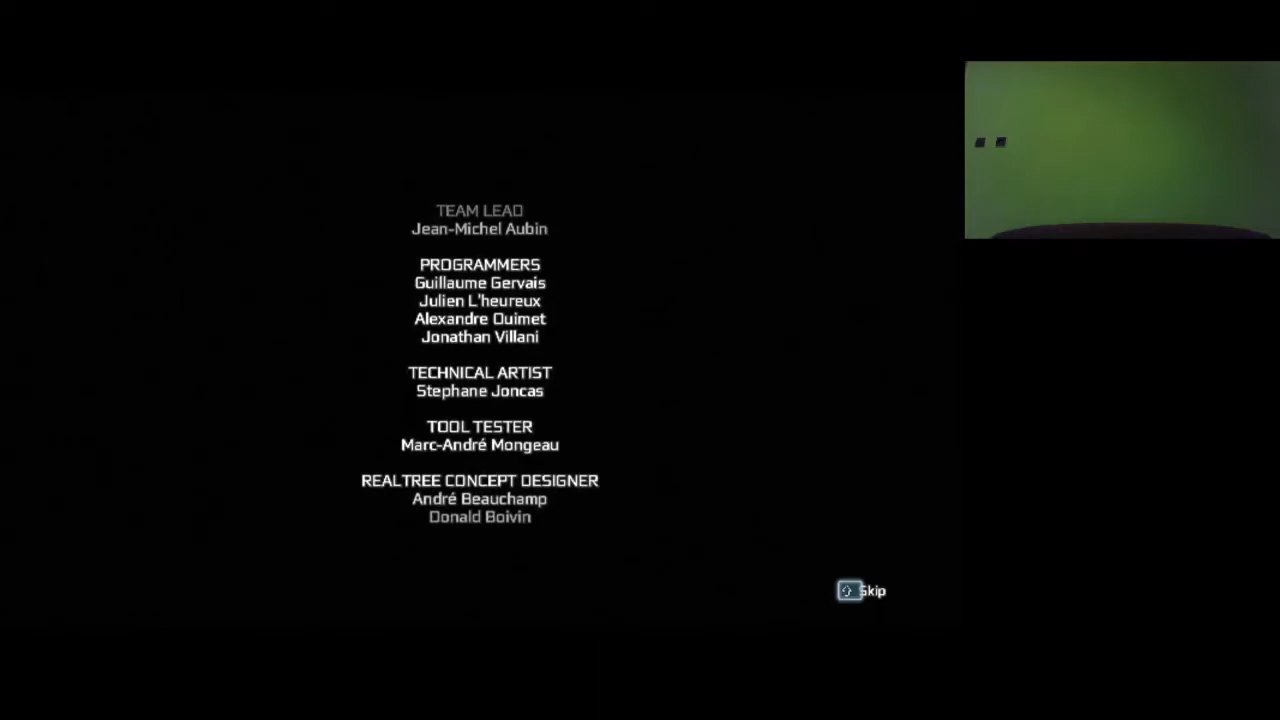 TEAM LEAD
Jean-Michel Aubin
PROGRAMMERS
Guillaume Gervais
Julien L'heureux
Alexandre Ouimet
Jonathan Villani
TECHNICAL ARTIST
Stephane Joncas
TOOL TESTER
Marc-André Mongeau
REALTREE CONCEPT DESIGNER
André Beauchamp
Donald Boivin
Skip